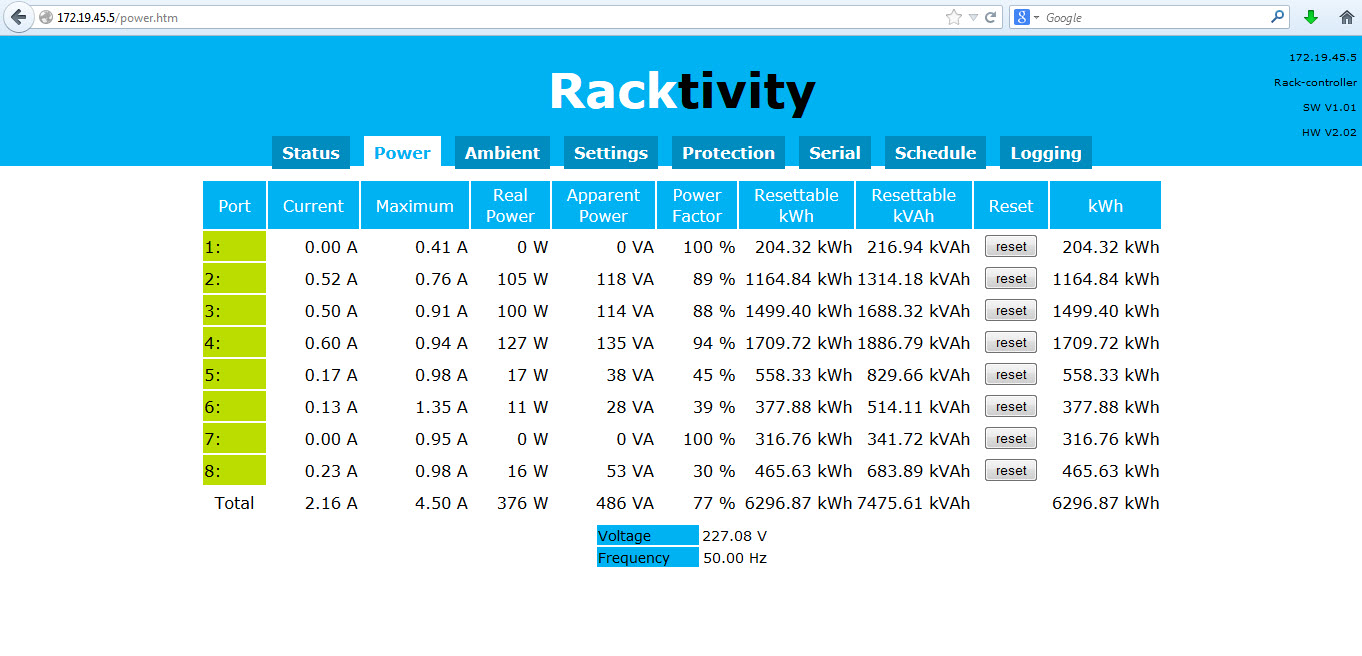 172.19.45.5/power.htm
8 Google
172.19.45.5
Rack-controller
SW V1.01
HW V2.02
Racktivity
Status Power Ambient Settings Protection Serial Schedule Logging
Port Current Maximum Real Power Apparent Power Power Factor Resettable kWh Resettable kVAh Reset kWh
1: 0.00 A 0.41 A 0 W 0 VA 100 % 204.32 kWh 216.94 kVAh reset 204.32 kWh
2: 0.52 A 0.76 A 105 W 118 VA 89 % 1164.84 kWh 1314.18 kVAh reset 1164.84 kWh
3: 0.50 A 0.91 A 100 W 114 VA 88 % 1499.40 kWh 1688.32 kVAh reset 1499.40 kWh
4: 0.60 A 0.94 A 127 W 135 VA 94 % 1709.72 kWh 1886.79 kVAh reset 1709.72 kWh
5: 0.17 A 0.98 A 17 W 38 VA 45 % 558.33 kWh 829.66 kVAh reset 558.33 kWh
6: 0.13 A 1.35 A 11 W 28 VA 39 % 377.88 kWh 514.11 kVAh reset 377.88 kWh
7: 0.00 A 0.95 A 0 W 0 VA 100 % 316.76 kWh 341.72 kVAh reset 316.76 kWh
8: 0.23 A 0.98 A 16 W 53 VA 30 % 465.63 kWh 683.89 kVAh reset 465.63 kWh
Total 2.16 A 4.50 A 376 W 486 VA 77 % 6296.87 kWh 7475.61 kVAh 6296.87 kWh
Voltage 227.08 V
Frequency 50.00 Hz